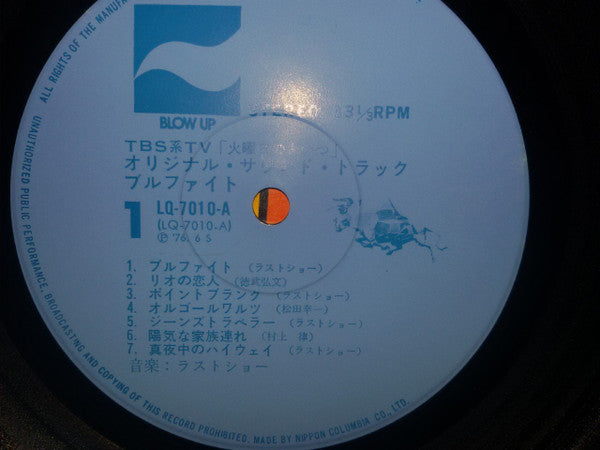 ALL RIGHTS OF THE MANUFA
BLOW UP
RPM
TBS系TV「火曜
オリジナル・サウンド・トラック
ブルファイト
1
LQ-7010-A
(LQ-7010-A)
Ⓟ '76. 6 S
1. ブルファイト (ラストショー)
2. リオの恋人 (徳武弘文)
3. ポイントブランク (ラストショー)
4. オルゴールワルツ (松田幸一)
5. ジーンズトラベラー (ラストショー)
6. 陽気な家族連れ (村上 律)
7. 真夜中のハイウェイ (ラストショー)
音楽：ラストショー
UNAUTHORIZED PUBLIC PERFORMANCE, BROADCASTING AND COPYING OF THIS RECORD PROHIBITED. MADE BY NIPPON COLUMBIA CO., LTD.